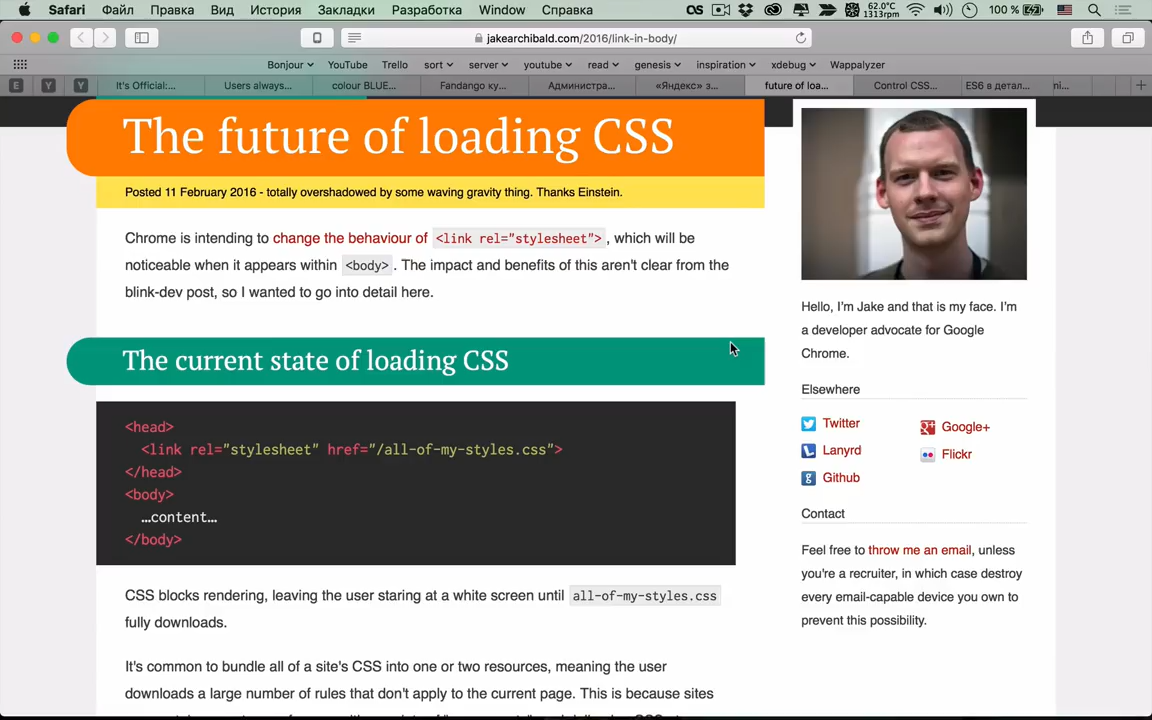 Safari Файл Правка Вид История Закладки Разработка Window Справка
62.0°C
1313rpm
100 %
jakearchibald.com/2016/link-in-body/
Bonjour YouTube Trello sort server youtube read genesis inspiration xdebug Wappalyzer
E Y Y It's Official:... Users always... colour BLUE... Fandango ку... Администра... «Яндекс» з... future of loa... Control CSS... ES6 в детал... ni...
The future of loading CSS
Posted 11 February 2016 - totally overshadowed by some waving gravity thing. Thanks Einstein.
Chrome is intending to change the behaviour of <link rel="stylesheet">, which will be
noticeable when it appears within <body>. The impact and benefits of this aren't clear from the
blink-dev post, so I wanted to go into detail here.
The current state of loading CSS
<head>
<link rel="stylesheet" href="/all-of-my-styles.css">
</head>
<body>
…content…
</body>
CSS blocks rendering, leaving the user staring at a white screen until all-of-my-styles.css
fully downloads.
It's common to bundle all of a site's CSS into one or two resources, meaning the user
downloads a large number of rules that don't apply to the current page. This is because sites
Hello, I'm Jake and that is my face. I'm
a developer advocate for Google
Chrome.
Elsewhere
Twitter
Google+
Lanyrd
Flickr
Github
Contact
Feel free to throw me an email, unless
you're a recruiter, in which case destroy
every email-capable device you own to
prevent this possibility.